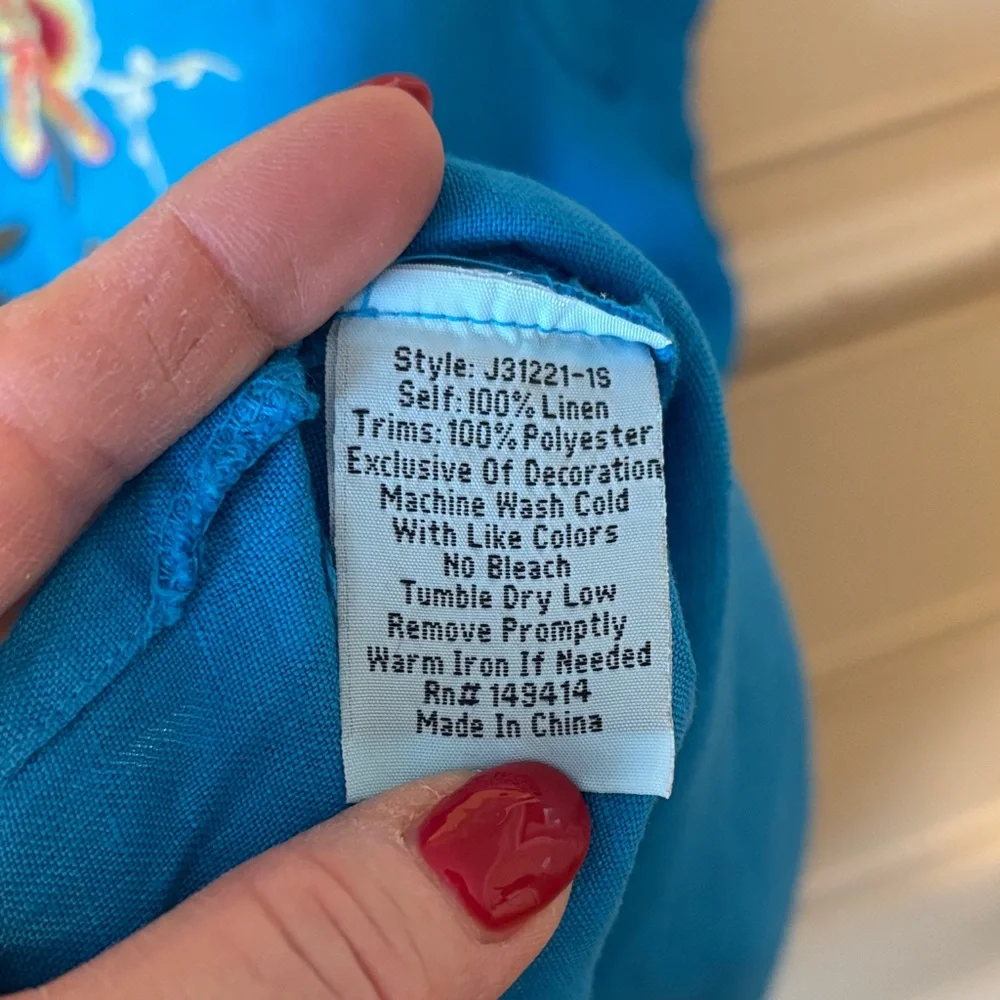 Style: J31221-1S
Self:100% Linen
Trims: 100% Polyester
Exclusive Of Decoration
Machine Wash Cold
With Like Colors
No Bleach
Tumble Dry Low
Remove Promptly
Warm Iron If Needed
Rn# 149414
Made In China